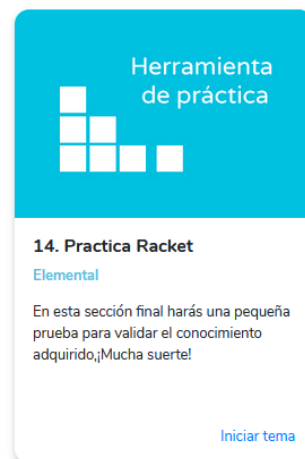 Herramienta
de práctica
14. Practica Racket
Elemental
En esta sección final harás una pequeña
prueba para validar el conocimiento
adquirido,¡Mucha suerte!
Iniciar tema